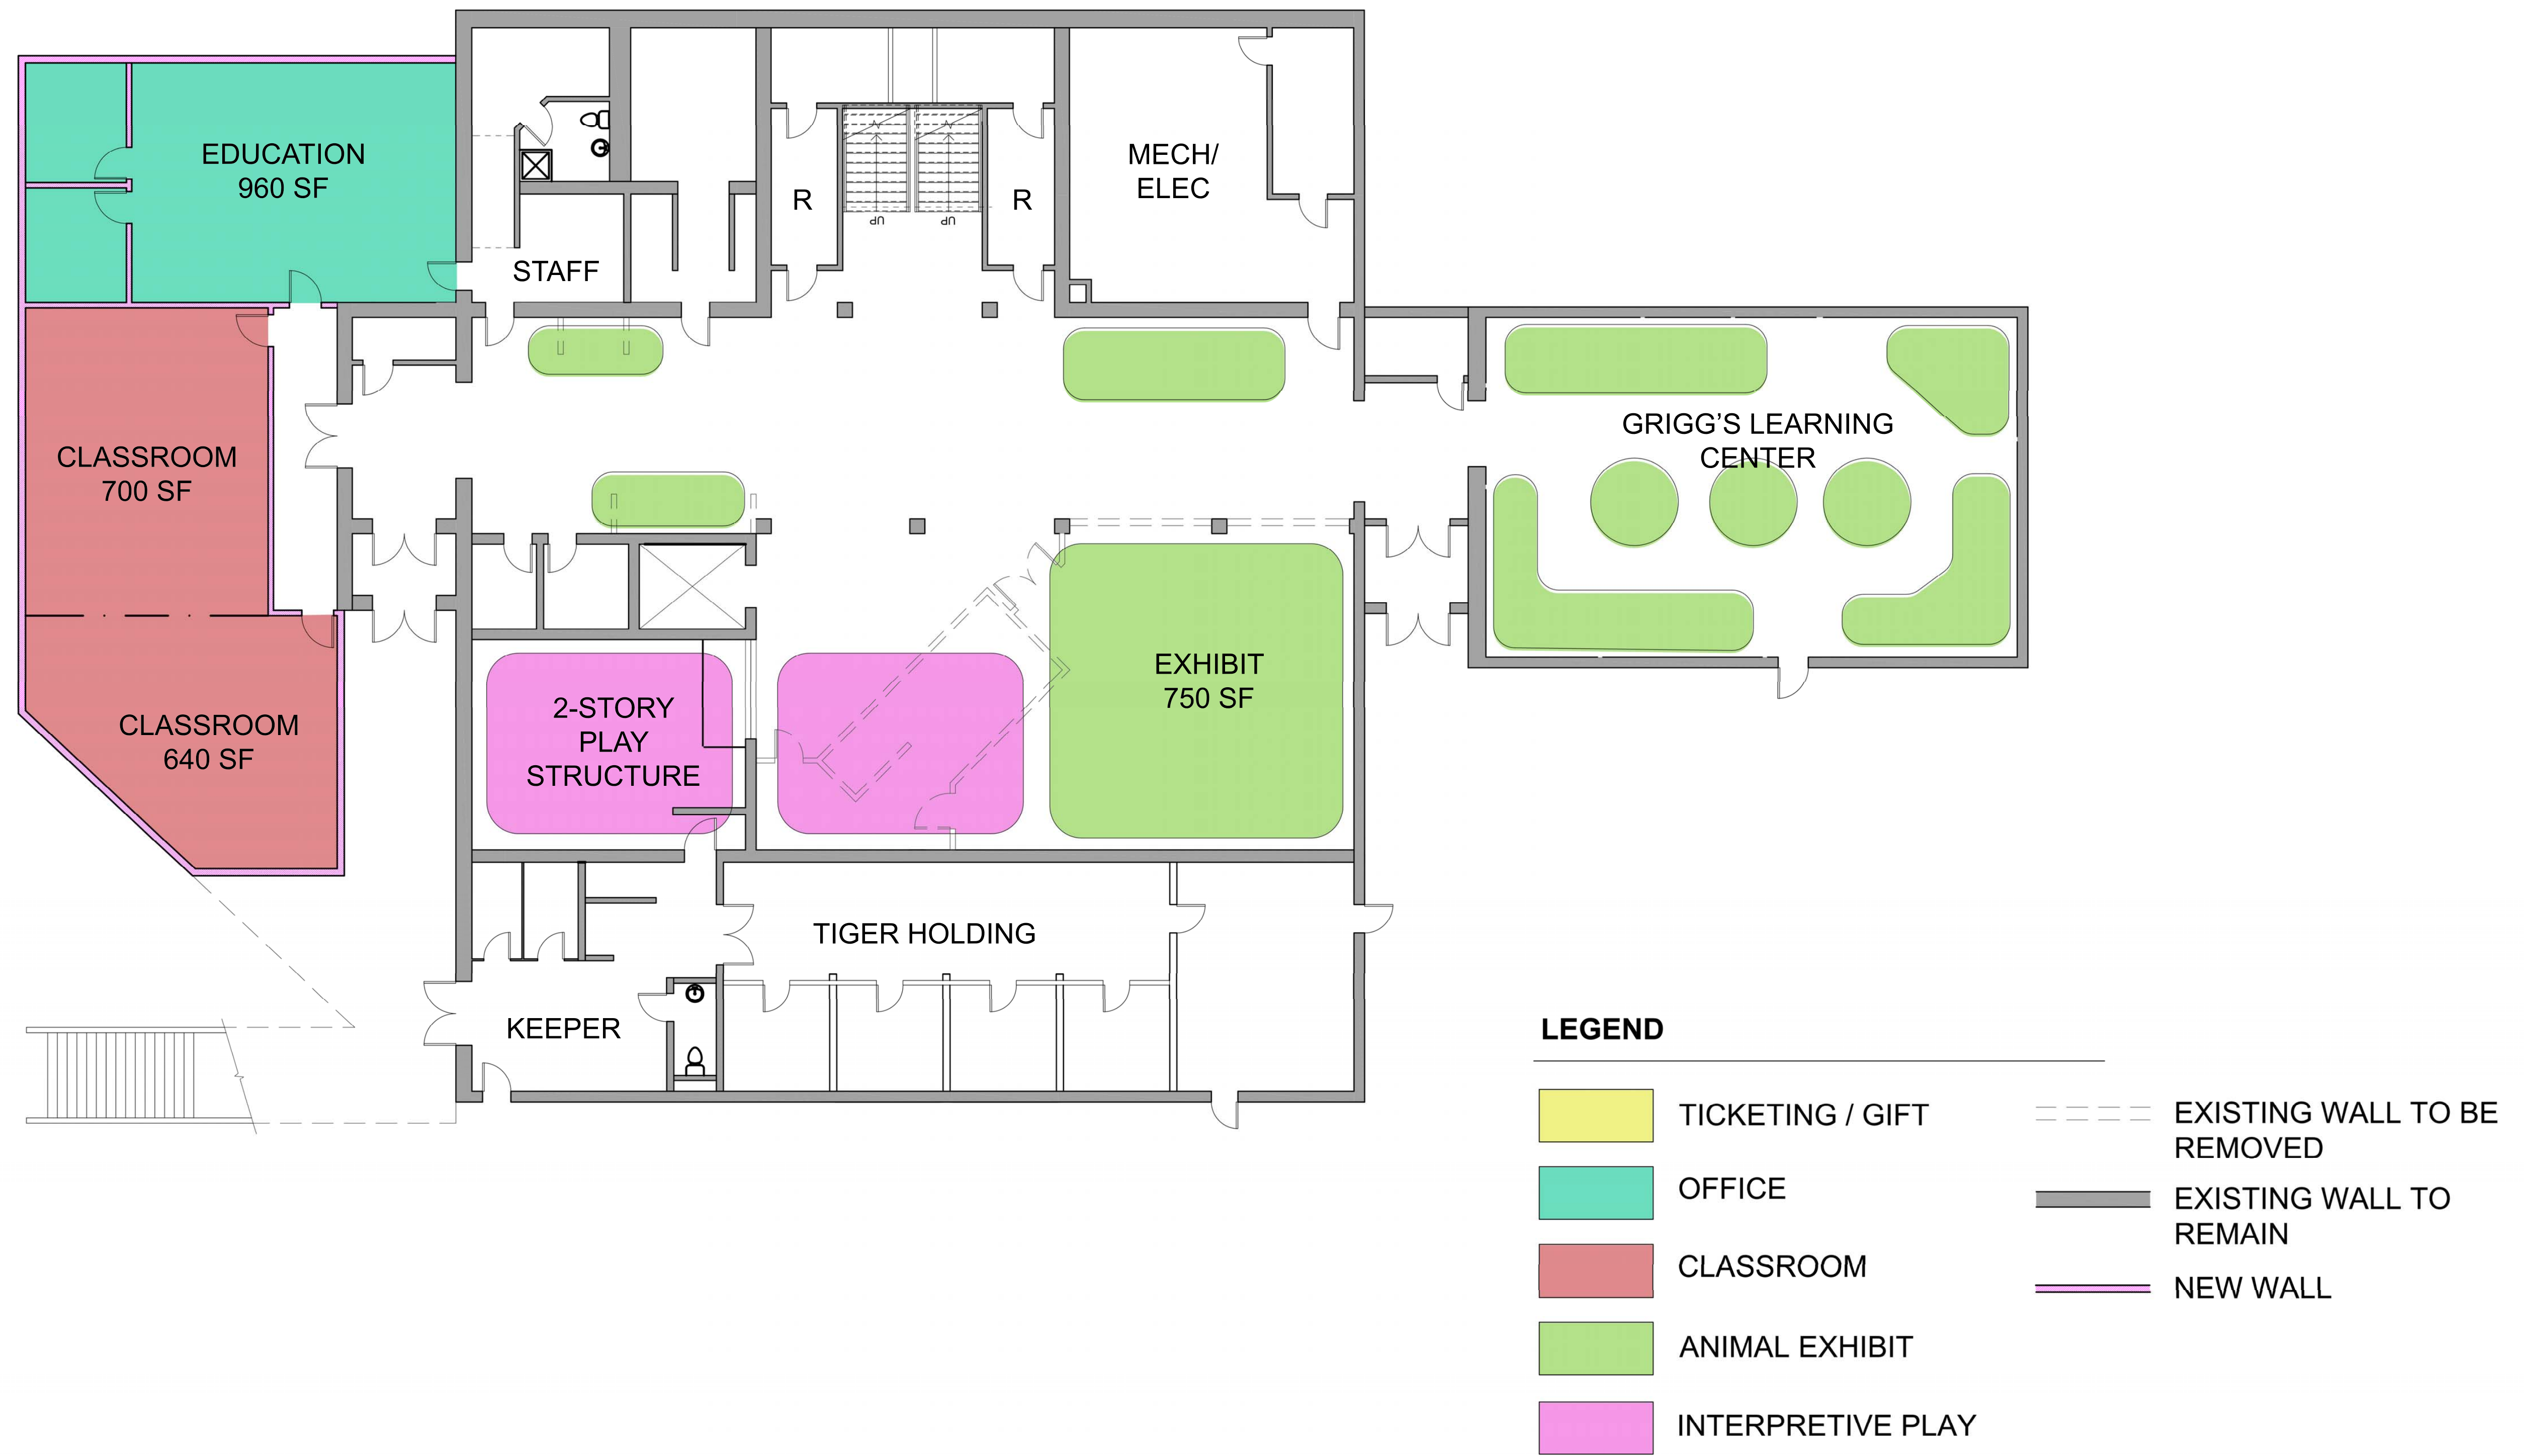 EDUCATION
960 SF
STAFF
R
UP
UP
R
MECH/
ELEC
CLASSROOM
700 SF
GRIGG'S LEARNING
CENTER
CLASSROOM
640 SF
2-STORY
PLAY
STRUCTURE
EXHIBIT
750 SF
TIGER HOLDING
KEEPER
LEGEND
TICKETING / GIFT
OFFICE
CLASSROOM
ANIMAL EXHIBIT
INTERPRETIVE PLAY
EXISTING WALL TO BE
REMOVED
EXISTING WALL TO
REMAIN
NEW WALL